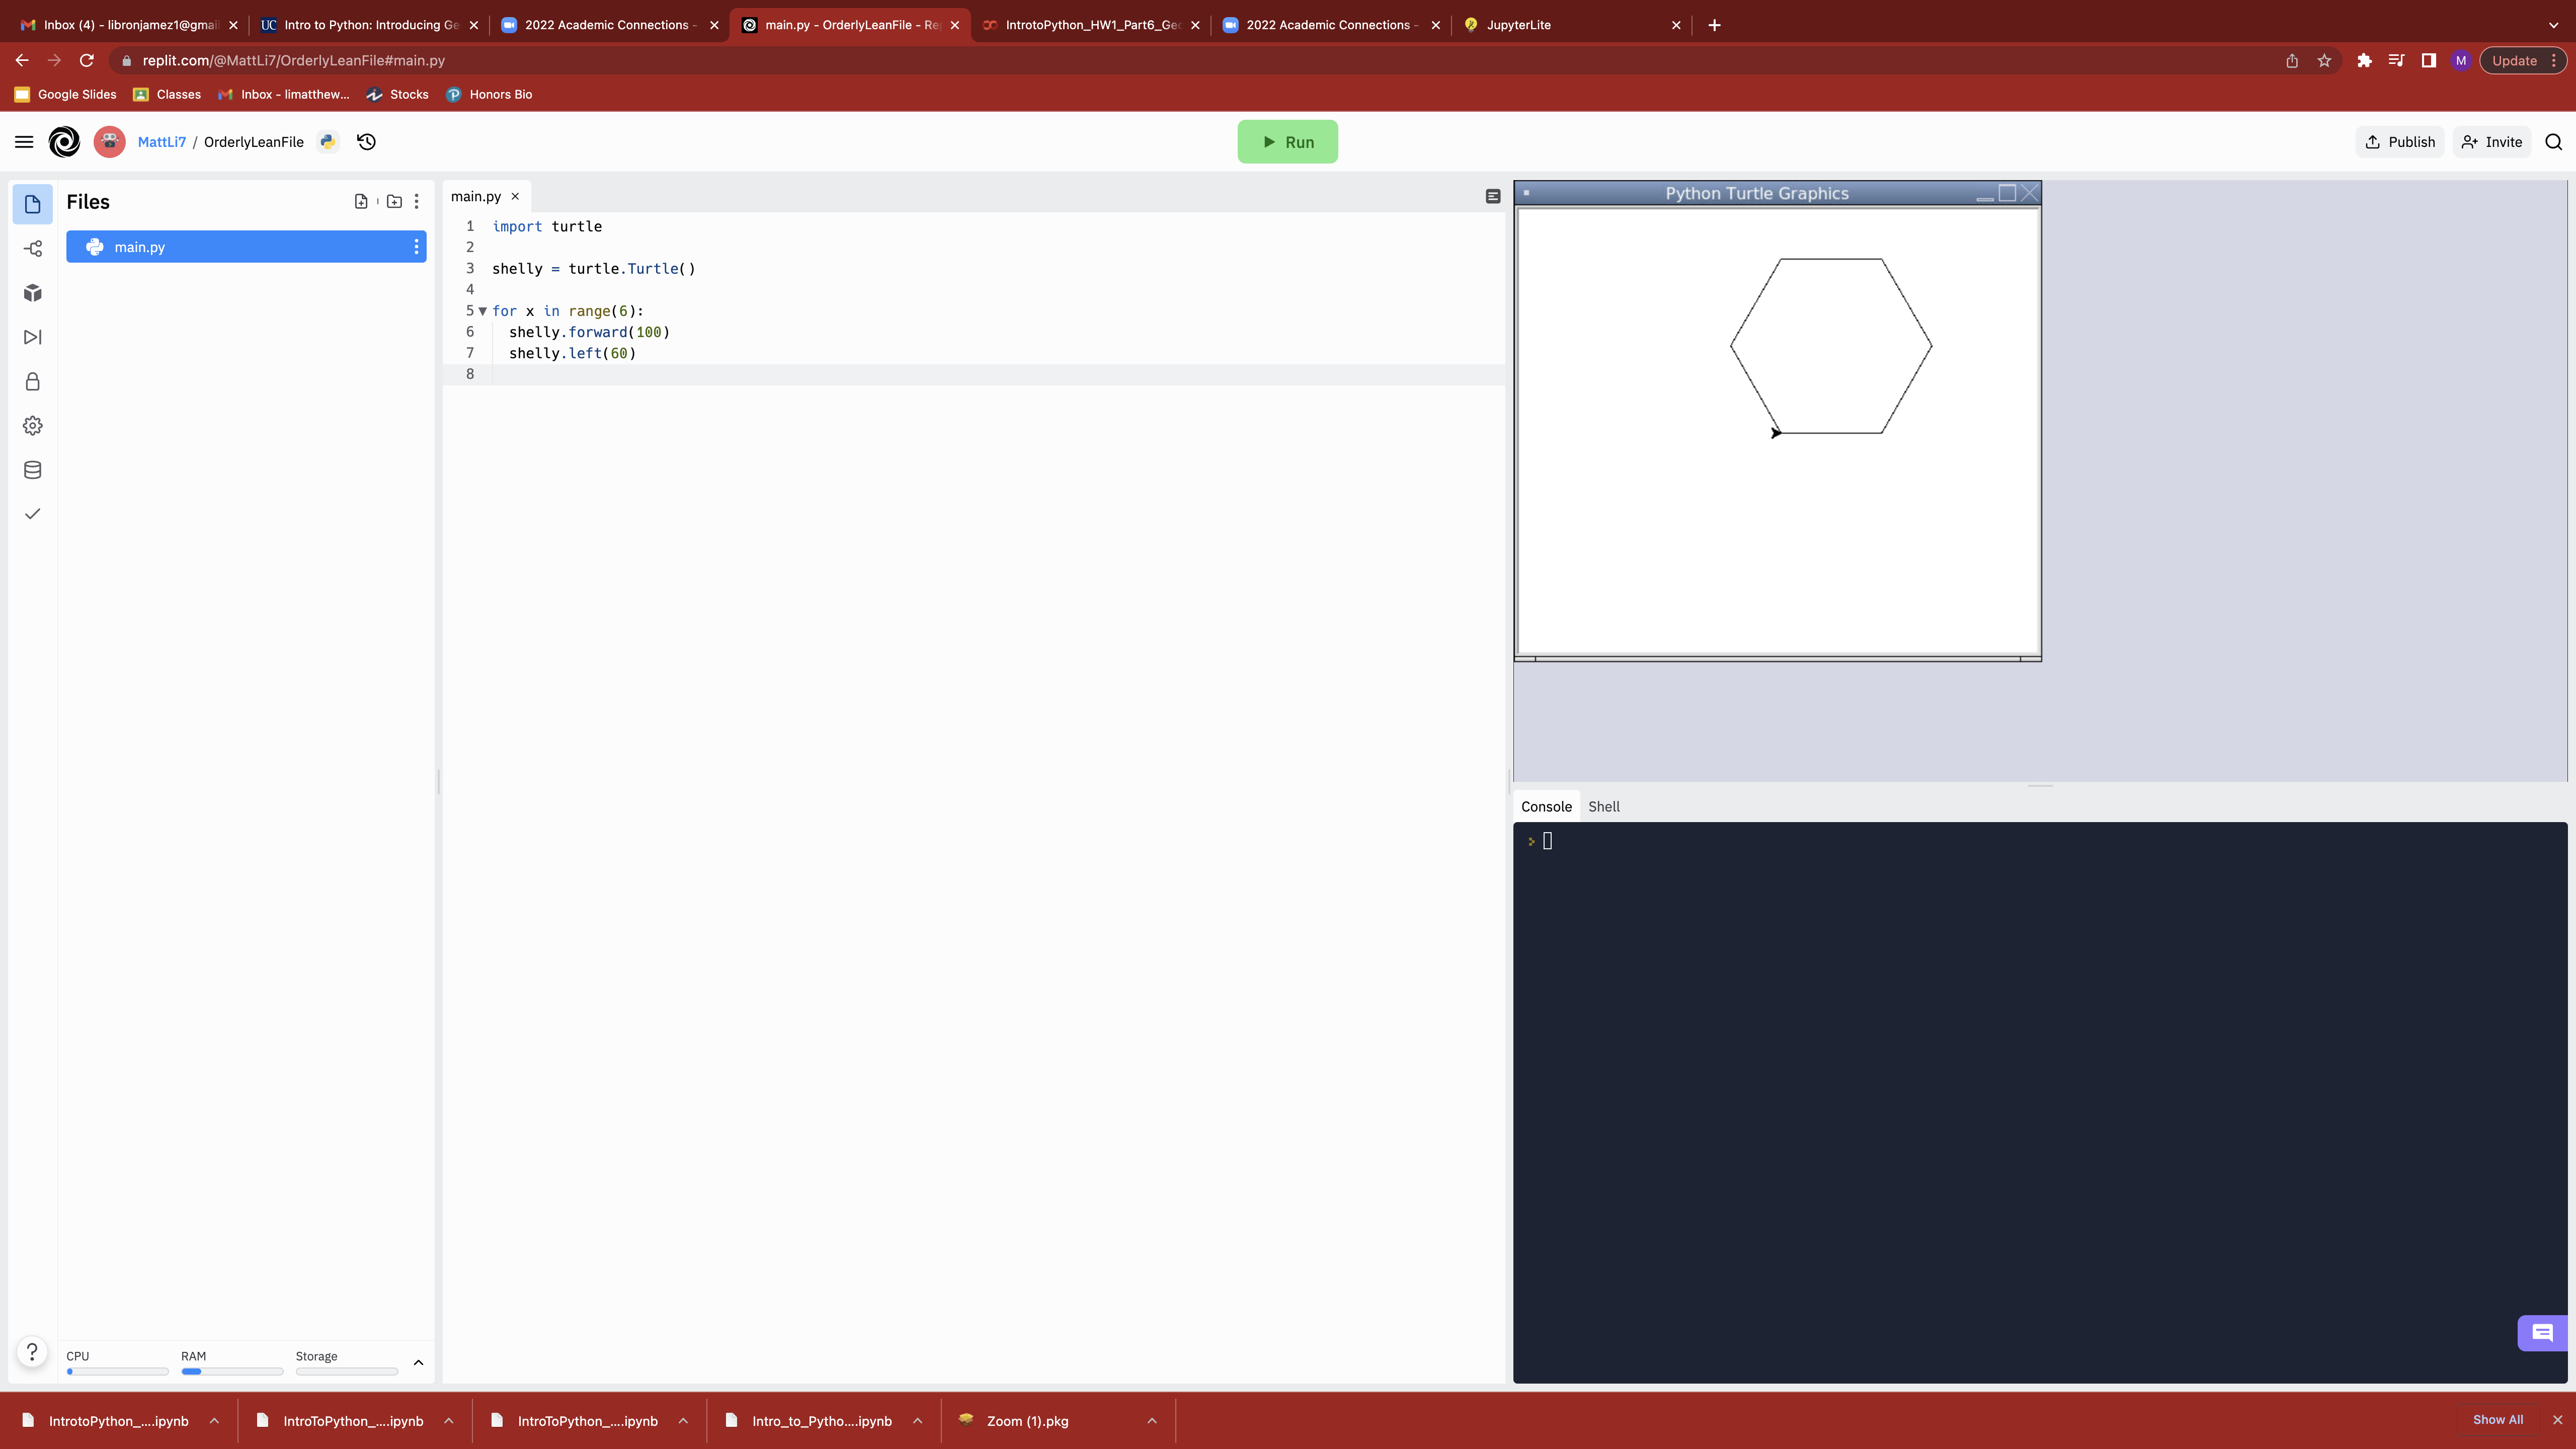 Inbox (4) - libronjamez1@gmai
UC Intro to Python: Introducing Ge
2022 Academic Connections -
main.py - OrderlyLeanFile - Re
IntrotoPython_HW1_Part6_Geo
2022 Academic Connections -
JupyterLite
replit.com/@MattLi7/OrderlyLeanFile#main.py
M
Update
Google Slides
Classes
Inbox - limatthew...
Stocks
Honors Bio
MattLi7 / OrderlyLeanFile
Run
Publish
Invite
Files
main.py
main.py
1 import turtle
2
3 shelly = turtle.Turtle()
4
5 for x in range(6):
6 shelly.forward(100)
7 shelly.left(60)
8
Python Turtle Graphics
Console
Shell
?
CPU
RAM
Storage
IntrotoPython_....ipynb
IntroToPython_....ipynb
IntroToPython_....ipynb
Intro_to_Pytho....ipynb
Zoom (1).pkg
Show All